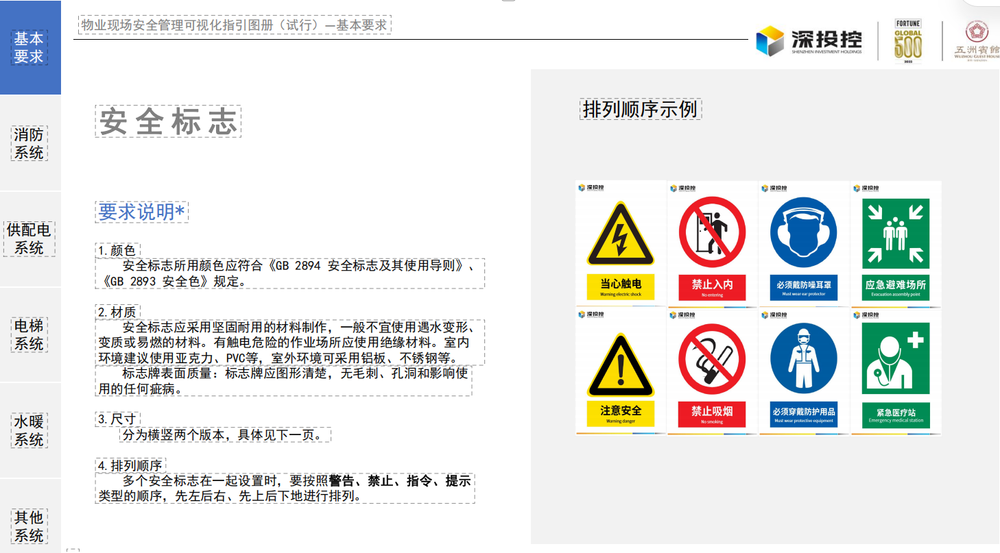 基本
要求
消防
系统
供配电
系统
电梯
系统
水暖
系统
其他
系统
物业现场安全管理可视化指引图册（试行）—基本要求
深投控
SHENZHEN INVESTMENT HOLDINGS
FORTUNE
GLOBAL
500
2022
五洲宾館
WUZHOU GUEST HOUSE
安全标志
要求说明*
1.颜色
安全标志所用颜色应符合《GB 2894 安全标志及其使用导则》、
《GB 2893 安全色》规定。
2.材质
安全标志应采用坚固耐用的材料制作，一般不宜使用遇水变形、
变质或易燃的材料。有触电危险的作业场所应使用绝缘材料。室内
环境建议使用亚克力、PVC等，室外环境可采用铝板、不锈钢等。
标志牌表面质量：标志牌应图形清楚，无毛刺、孔洞和影响使
用的任何疵病。
3.尺寸
分为横竖两个版本，具体见下一页。
4.排列顺序
多个安全标志在一起设置时，要按照警告、禁止、指令、提示
类型的顺序，先左后右、先上后下地进行排列。
排列顺序示例
深投控
当心触电
Warning electric shock
深投控
禁止入内
No entering
深投控
必须戴防噪耳罩
Must wear ear protector
深投控
应急避难场所
Evacuation assembly point
深投控
注意安全
Warning danger
深投控
禁止吸烟
No smoking
深投控
必须穿戴防护用品
Must wear protective equipment
深投控
紧急医疗站
Emergency medical station